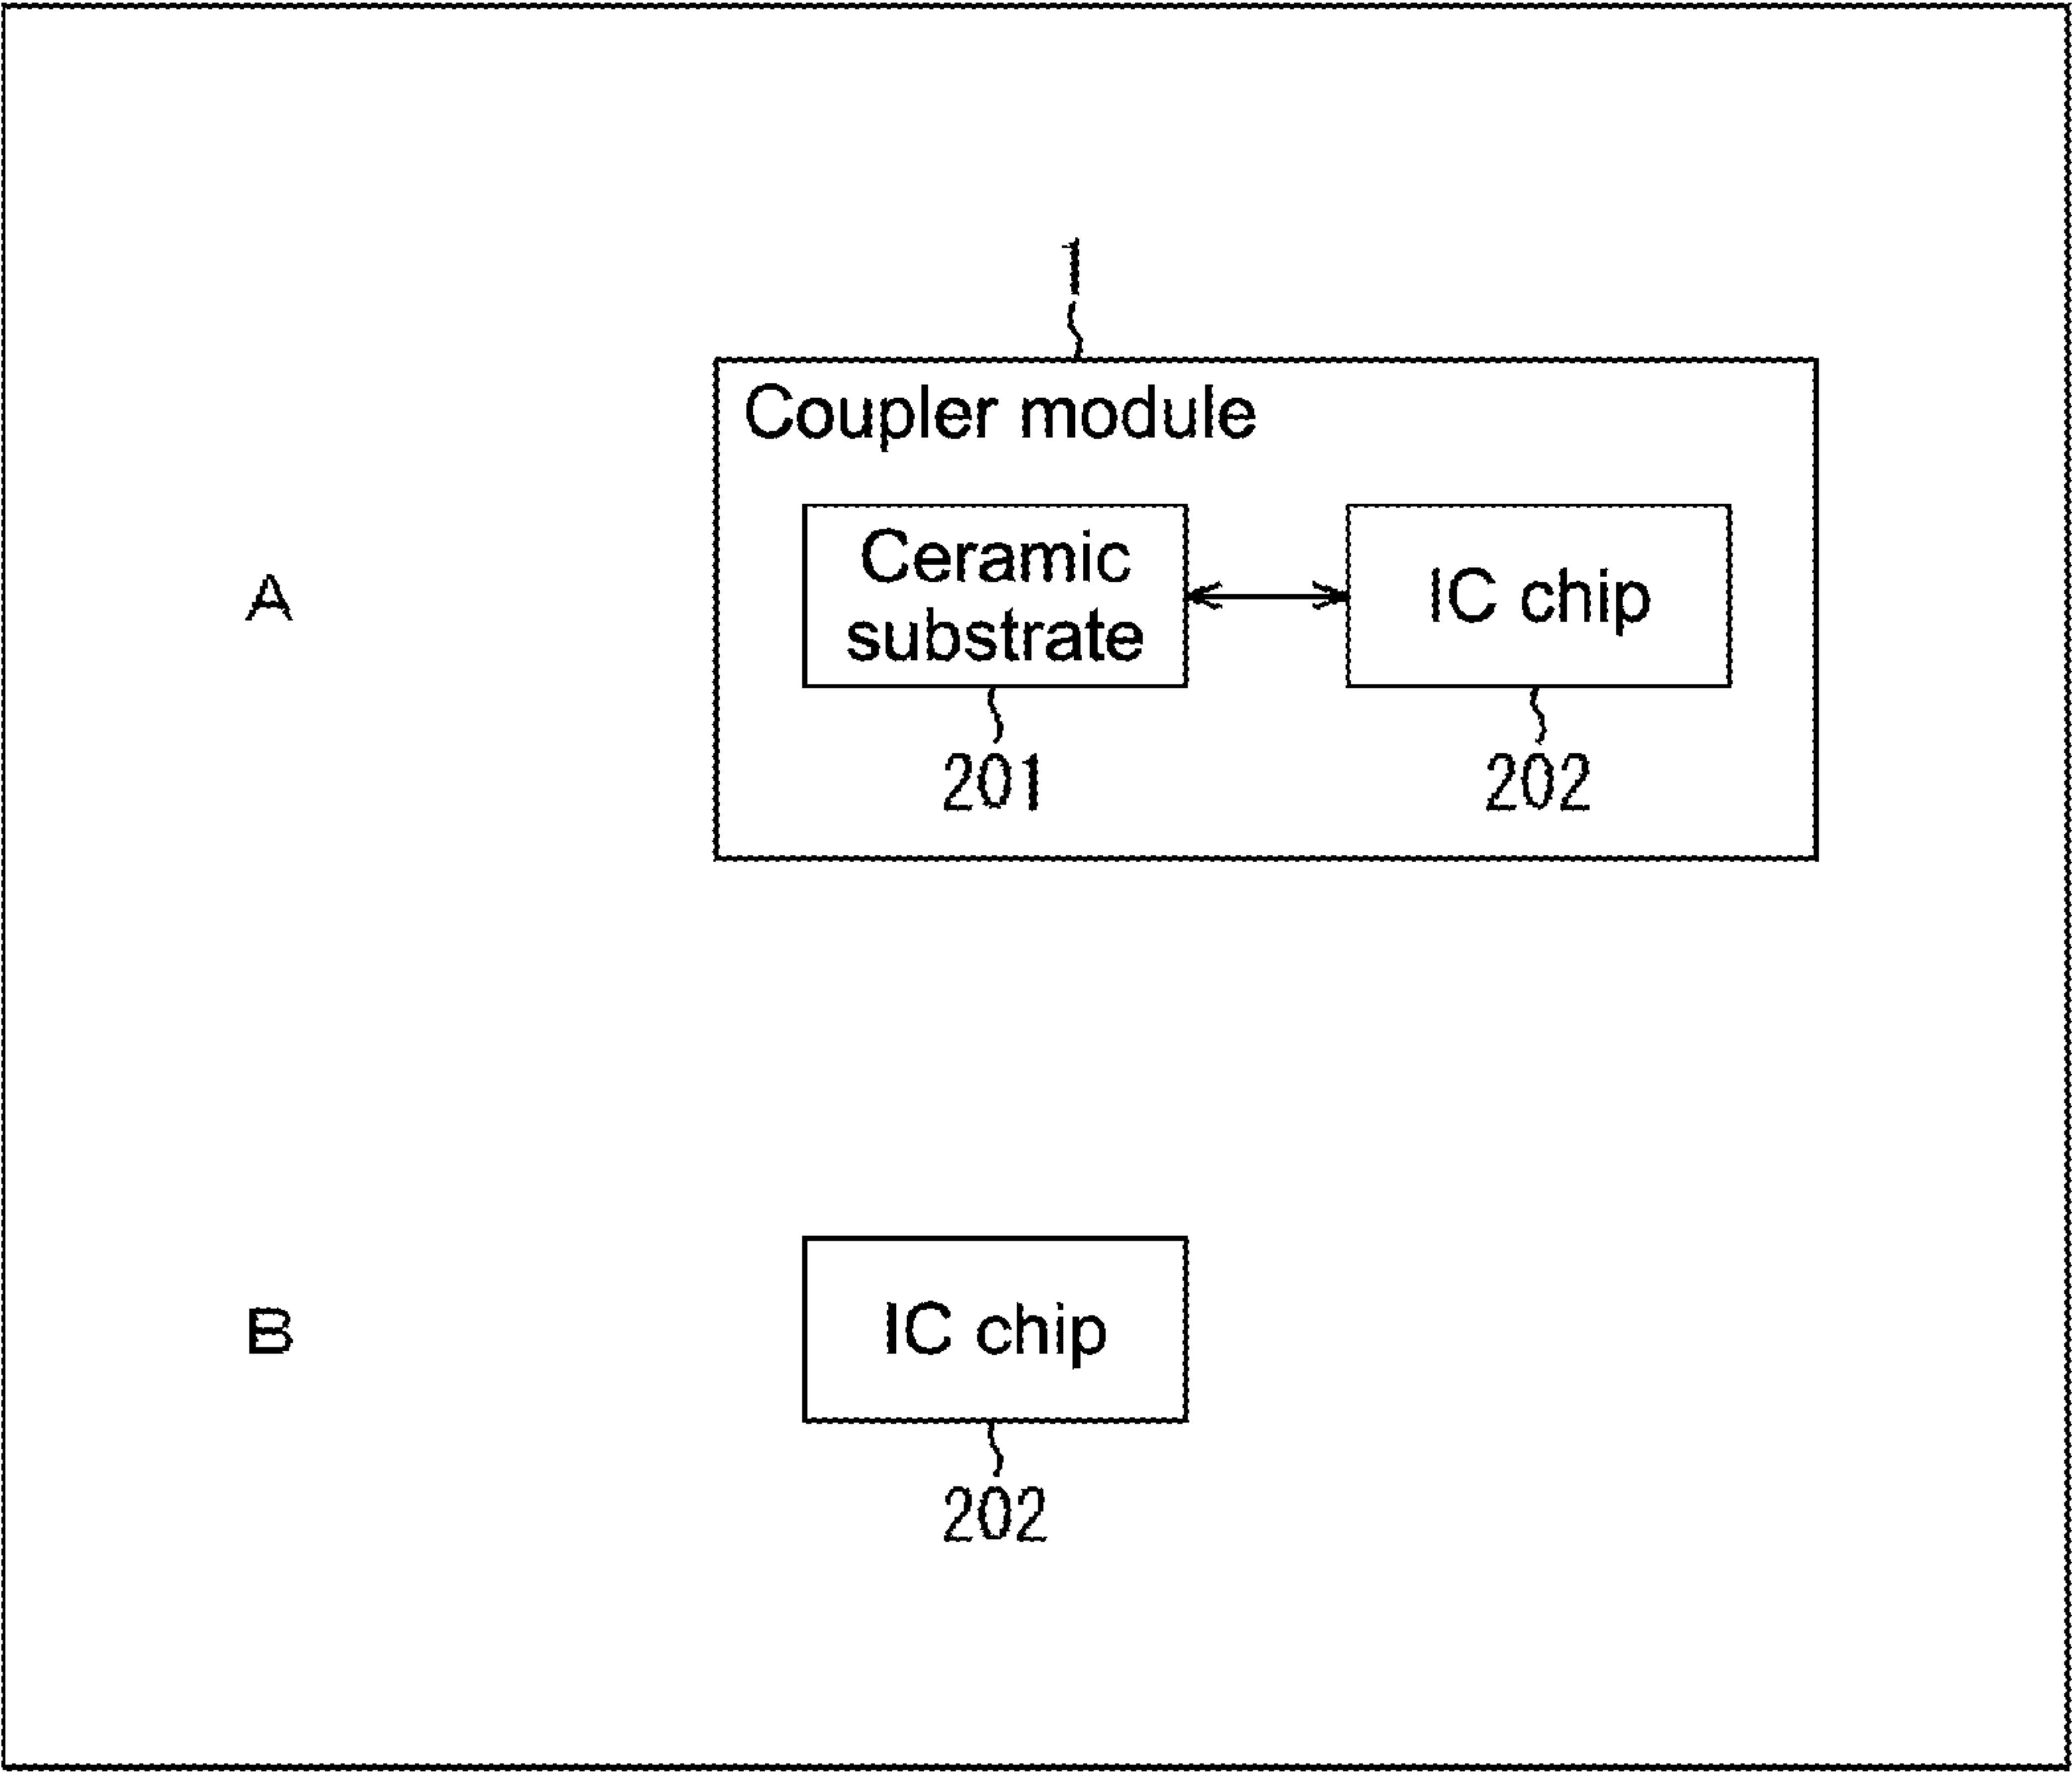 1
Coupler module
A
Ceramic
substrate
IC chip
201
202
B
IC chip
202